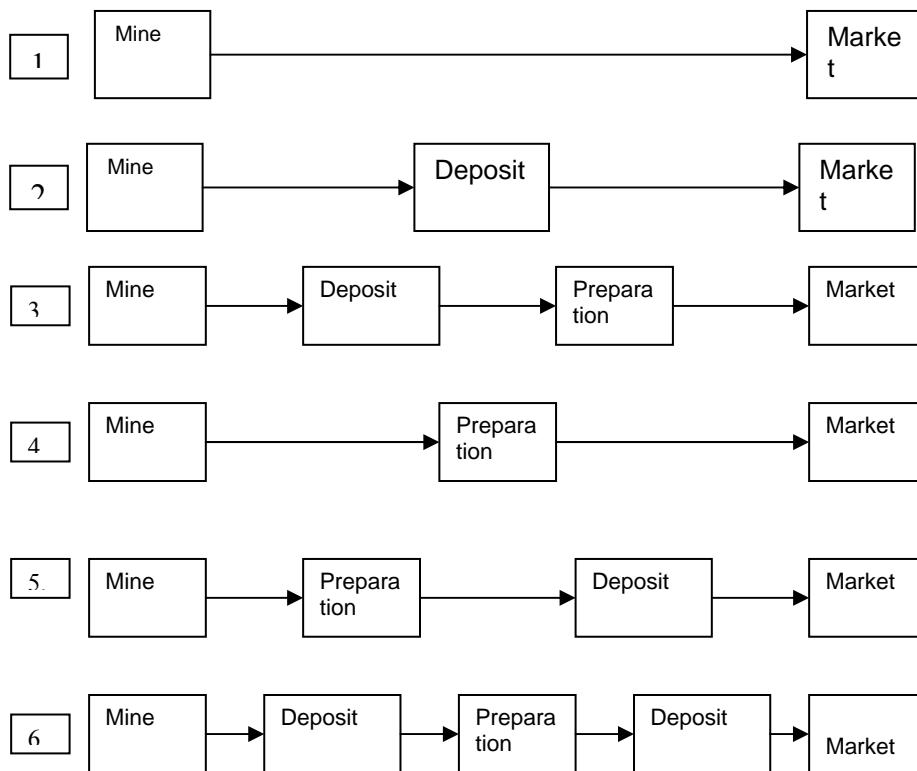 1
Mine
Marke
t
2
Mine
Deposit
Marke
t
3.
Mine
Deposit
Prepara
tion
Market
4
Mine
Prepara
tion
Market
5.
Mine
Prepara
tion
Deposit
Market
6
Mine
Deposit
Prepara
tion
Deposit
Market